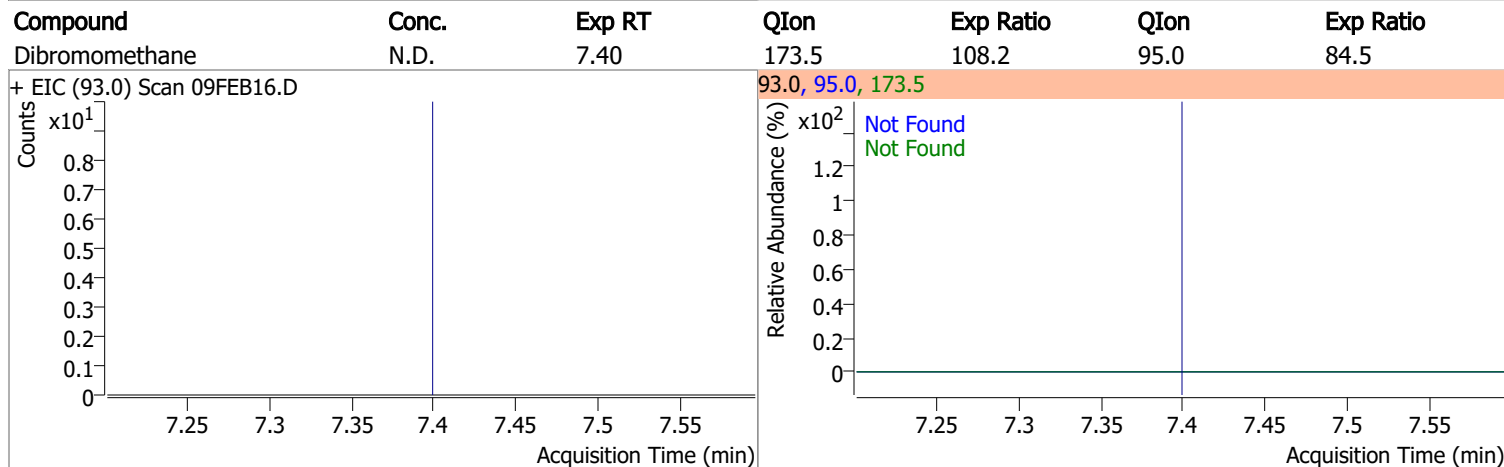 Compound Conc. Exp RT QIon Exp Ratio QIon Exp Ratio
Dibromomethane N.D. 7.40 173.5 108.2 95.0 84.5
+ EIC (93.0) Scan 09FEB16.D
Counts
x10¹
0.8
0.7
0.6
0.5
0.4
0.3
0.2
0.1
0
7.25 7.3 7.35 7.4 7.45 7.5 7.55
Acquisition Time (min)
93.0, 95.0, 173.5
Relative Abundance (%)
x10²
Not Found
Not Found
1.2
1
0.8
0.6
0.4
0.2
0
7.25 7.3 7.35 7.4 7.45 7.5 7.55
Acquisition Time (min)